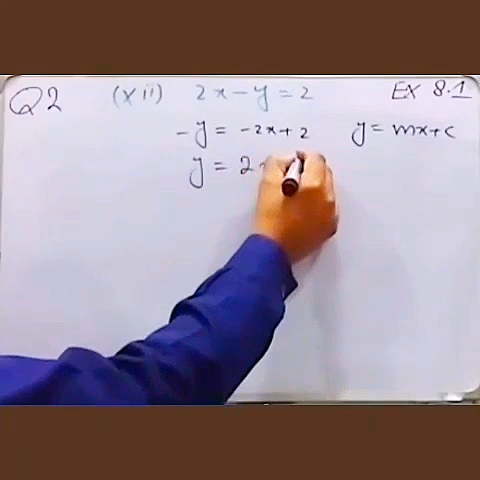 Q2 (xii) 2x - y = 2 EX 8.1
- y = -2x + 2 y = mx + c
y = 2